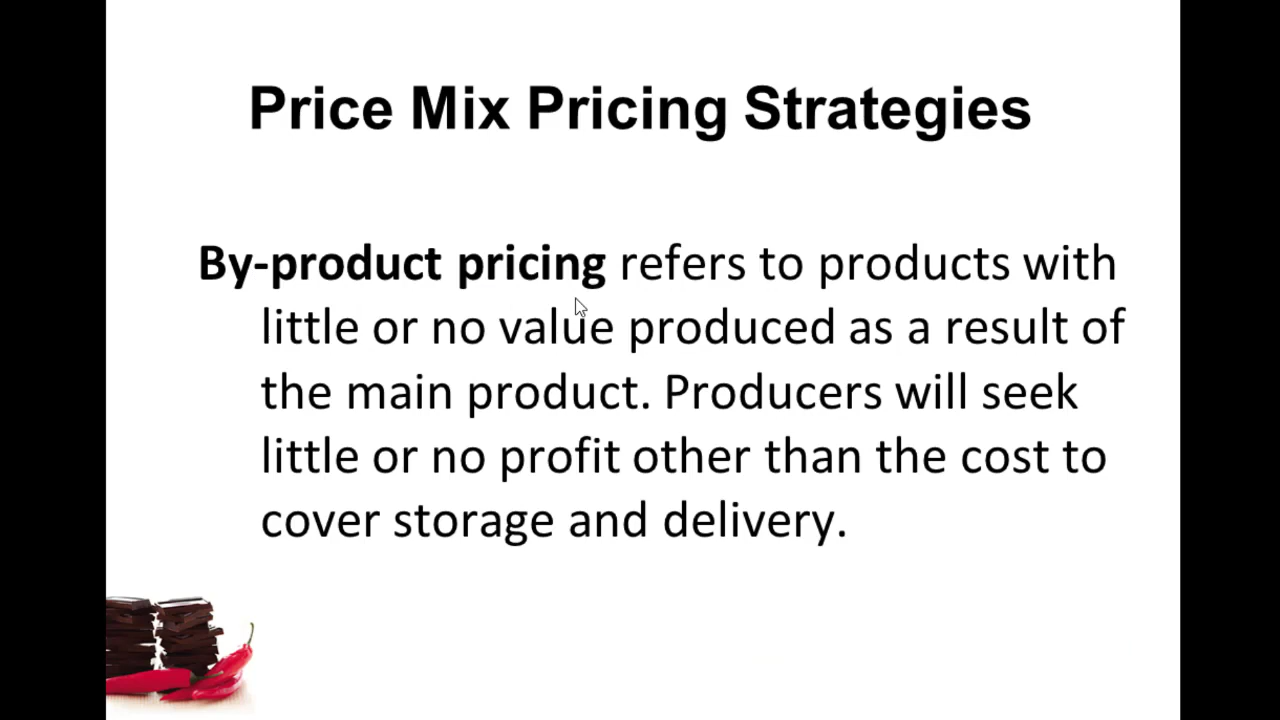 Price Mix Pricing Strategies
By-product pricing refers to products with
little or no value produced as a result of
the main product. Producers will seek
little or no profit other than the cost to
cover storage and delivery.